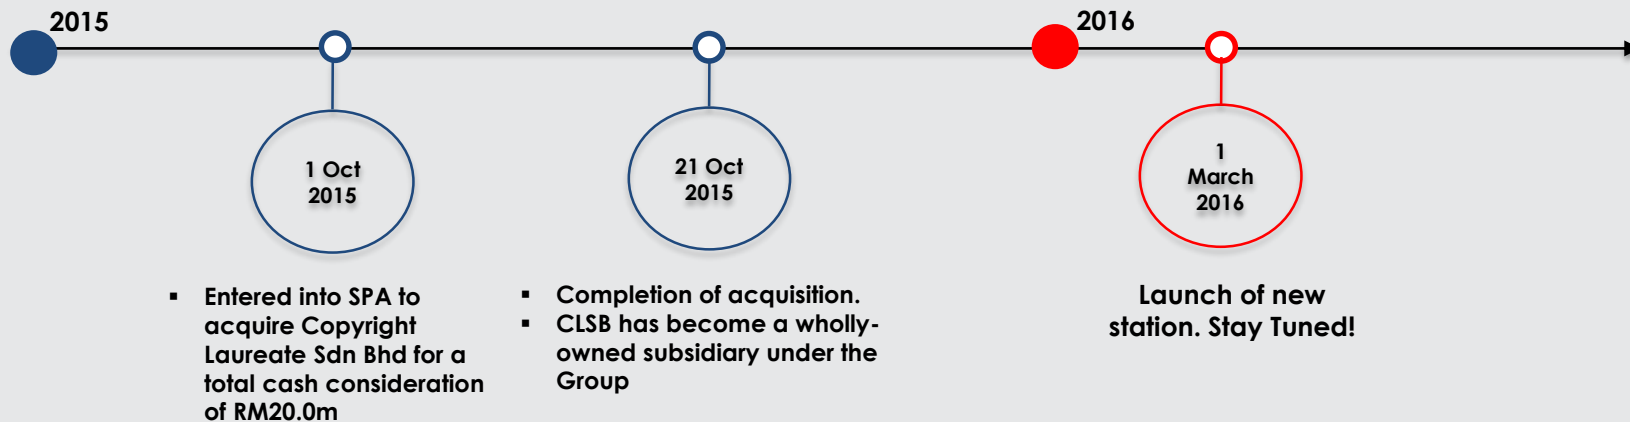 2015
2016
1 Oct
2015
21 Oct
2015
1
March
2016
▪ Entered into SPA to
acquire Copyright
Laureate Sdn Bhd for a
total cash consideration
of RM20.0m
▪ Completion of acquisition.
▪ CLSB has become a wholly-
owned subsidiary under the
Group
Launch of new
station. Stay Tuned!